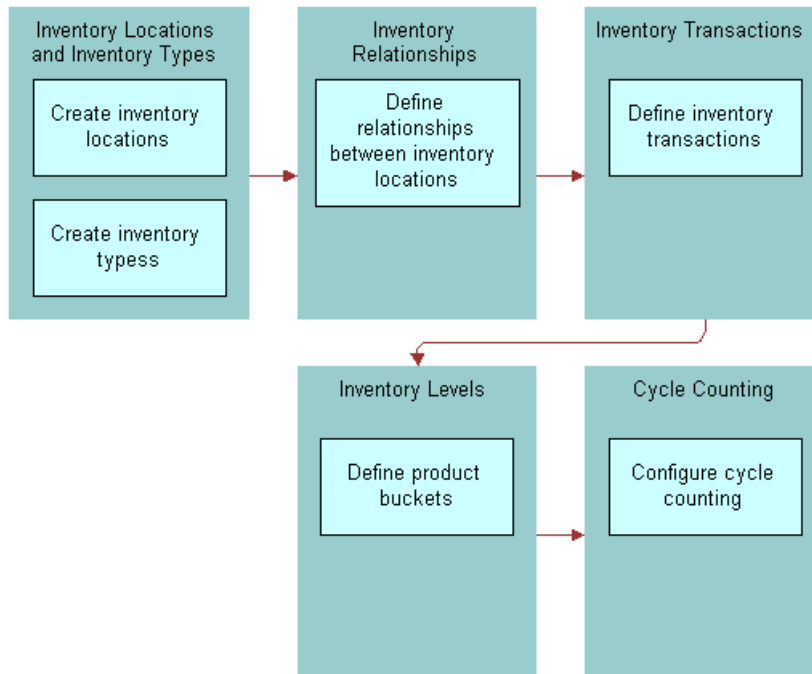 Inventory Locations
and Inventory Types
Create inventory
locations
Create inventory
typess
Inventory
Relationships
Define
relationships
between inventory
locations
Inventory Transactions
Define inventory
transactions
Inventory Levels
Define product
buckets
Cycle Counting
Configure cycle
counting